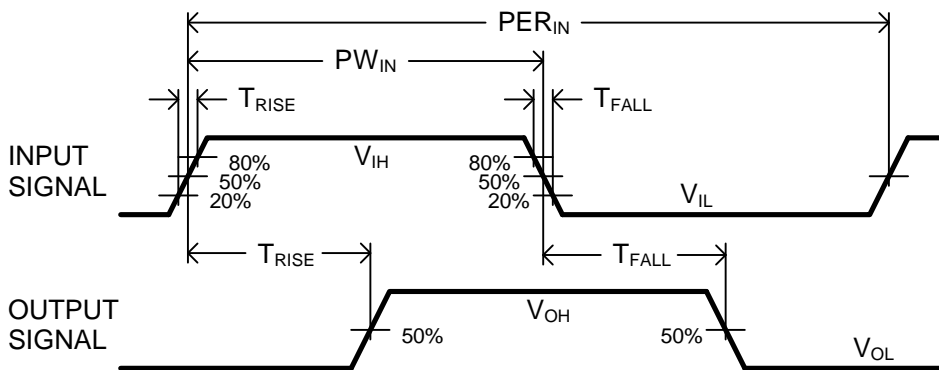 PER_IN
PW_IN
T_RISE
T_FALL
INPUT
SIGNAL
V_IH
80%
50%
20%
80%
50%
20%
V_IL
T_RISE
T_FALL
OUTPUT
SIGNAL
V_OH
50%
50%
V_OL